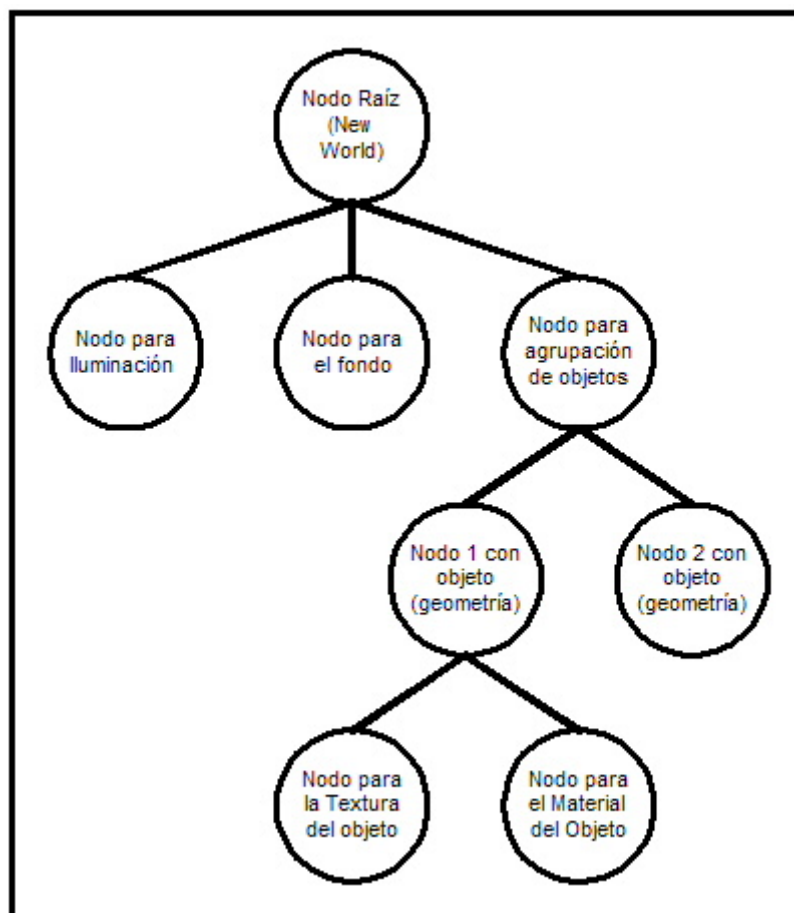 Nodo Raíz
(New
World)
Nodo para
Iluminación
Nodo para
el fondo
Nodo para
agrupación
de objetos
Nodo 1 con
objeto
(geometría)
Nodo 2 con
objeto
(geometría)
Nodo para
la Textura
del objeto
Nodo para
el Material
del Objeto